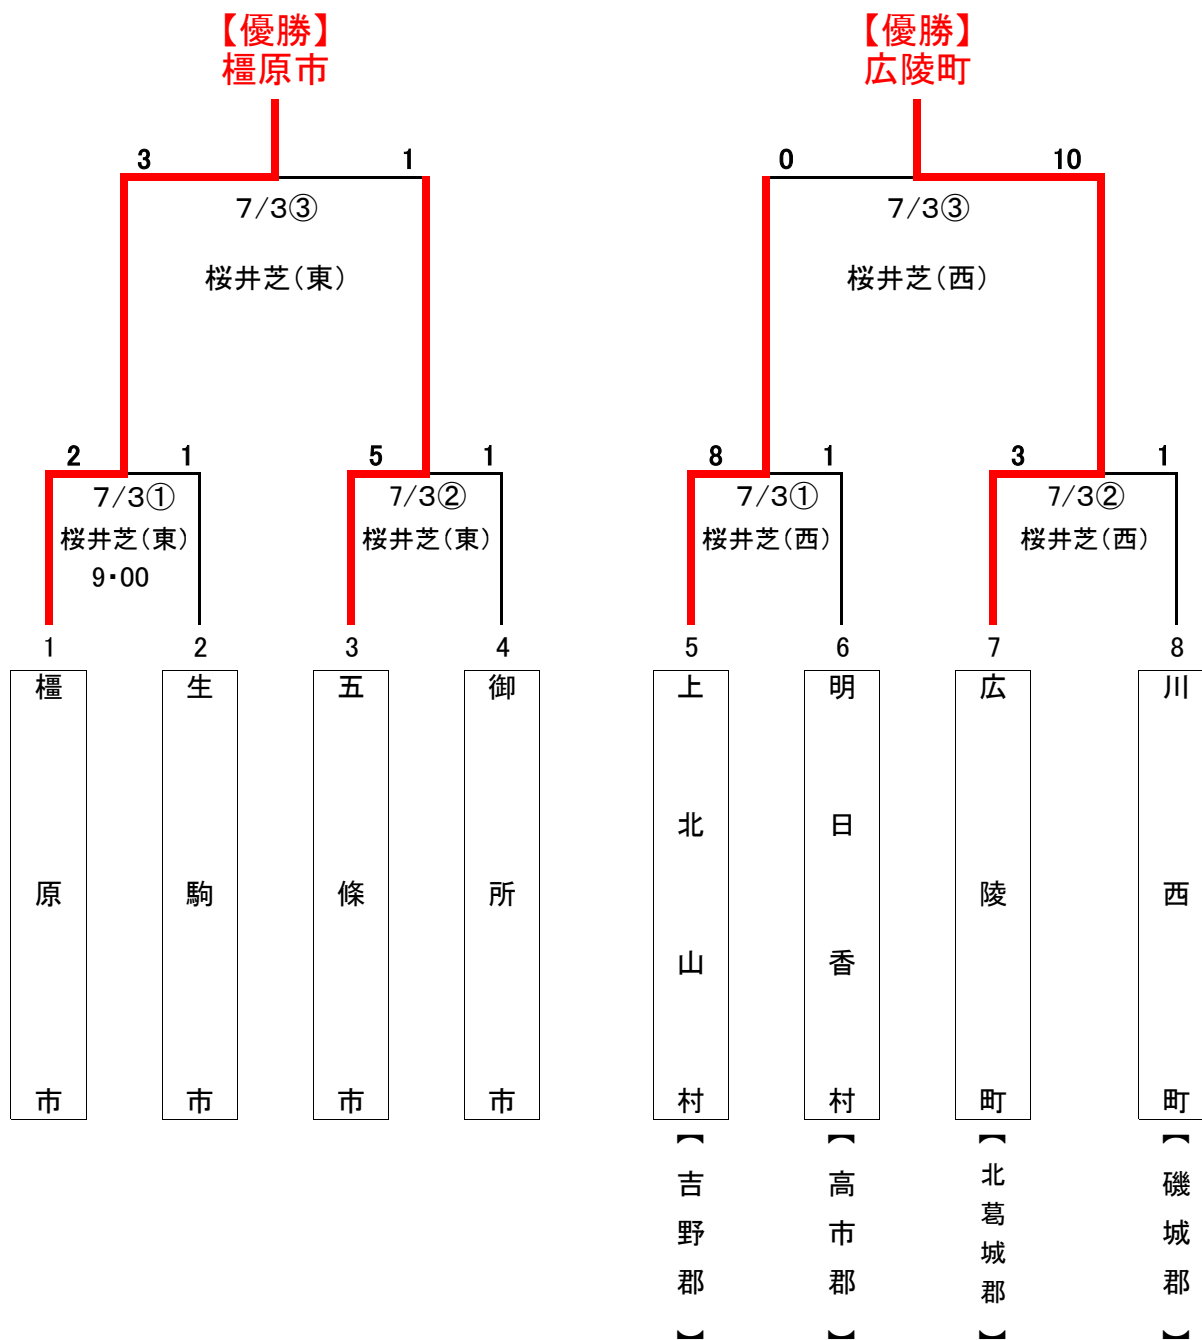 【優勝】
橿原市
3 1
7/3③
桜井芝(東)
2 1
7/3①
桜井芝(東)
9・00
5 1
7/3②
桜井芝(東)
1 2 3 4
橿原市
生駒市
五條市
御所市
【優勝】
広陵町
0 10
7/3③
桜井芝(西)
8 1
7/3①
桜井芝(西)
3 1
7/3②
桜井芝(西)
5 6 7 8
上北山村【吉野郡】
明日香村【高市郡】
広陵町【北葛城郡】
川西町【磯城郡】